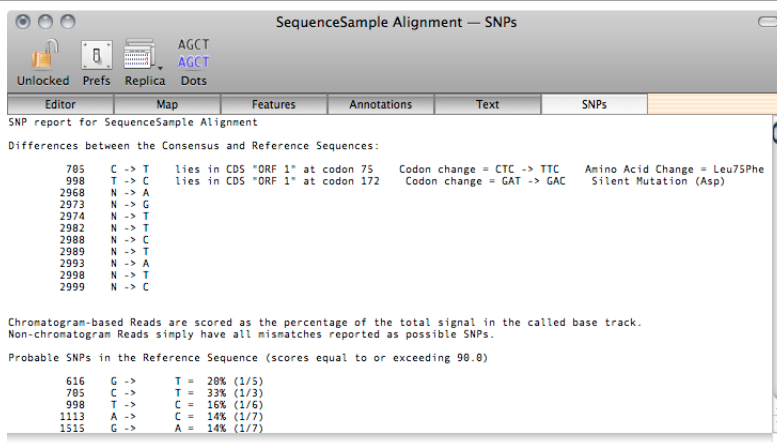 SequenceSample Alignment — SNPs
AGCT
AGCT
Unlocked Prefs Replica Dots
Editor Map Features Annotations Text SNPs
SNP report for SequenceSample Alignment
Differences between the Consensus and Reference Sequences:
705 C -> T lies in CDS "ORF 1" at codon 75 Codon change = CTC -> TTC Amino Acid Change = Leu75Phe
998 T -> C lies in CDS "ORF 1" at codon 172 Codon change = GAT -> GAC Silent Mutation (Asp)
2968 N -> A
2973 N -> G
2974 N -> T
2982 N -> T
2988 N -> C
2989 N -> T
2993 N -> A
2998 N -> T
2999 N -> C
Chromatogram-based Reads are scored as the percentage of the total signal in the called base track.
Non-chromatogram Reads simply have all mismatches reported as possible SNPs.
Probable SNPs in the Reference Sequence (scores equal to or exceeding 90.0)
616 G -> T = 20% (1/5)
705 C -> T = 33% (1/3)
998 T -> C = 16% (1/6)
1113 A -> C = 14% (1/7)
1515 G -> A = 14% (1/7)